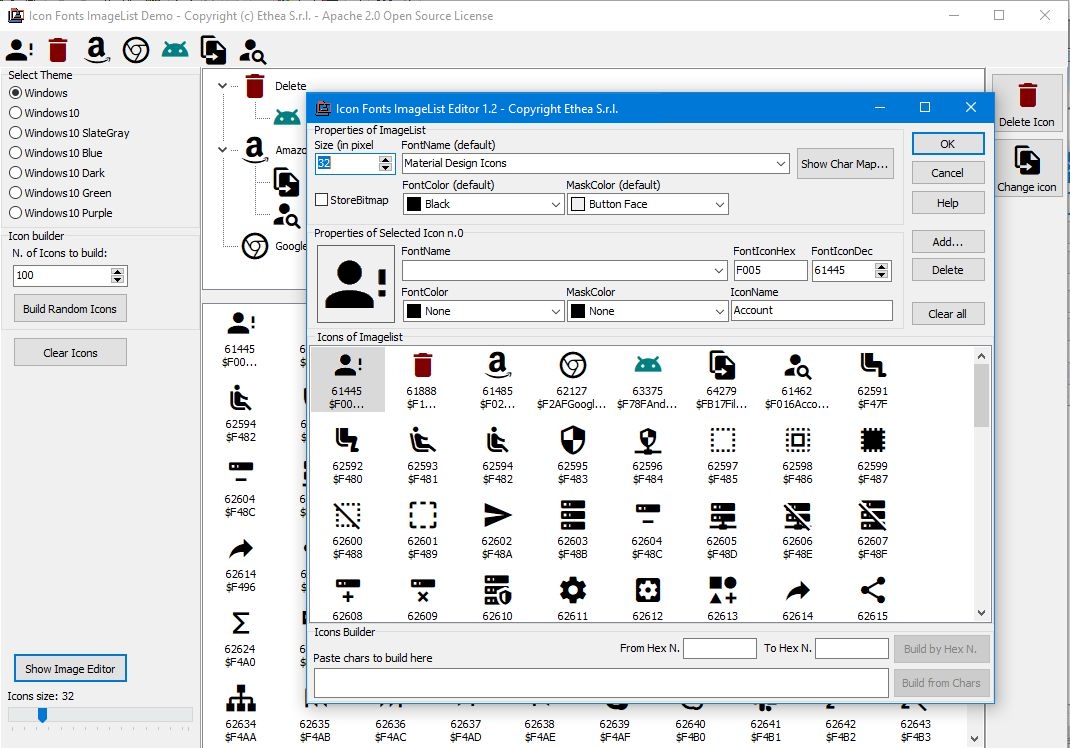 Icon Fonts ImageList Demo - Copyright (c) Ethea S.r.l. - Apache 2.0 Open Source License
Select Theme
Windows
Windows10
Windows10 SlateGray
Windows10 Blue
Windows10 Dark
Windows10 Green
Windows10 Purple
Icon builder
N. of Icons to build:
100
Build Random Icons
Clear Icons
Show Image Editor
Icons size: 32
Delete
Google
Delete Icon
Change icon
61445
$F00...
62594
$F482
62604
$F48C
62614
$F496
62624
$F4A0
62634 62635 62636 62637 62638 62639 62640 62641 62642 62643
$F4AA $F4AB $F4AC $F4AD $F4AE $F4AF $F4B0 $F4B1 $F4B2 $F4B3
Icon Fonts ImageList Editor 1.2 - Copyright Ethea S.r.l.
Properties of ImageList
Size (in pixel FontName (default)
32 Material Design Icons Show Char Map...
FontColor (default) MaskColor (default)
StoreBitmap Black Button Face
Properties of Selected Icon n.0
FontName FontIconHex FontIconDec
F005 61445
FontColor MaskColor IconName
None None Account
OK
Cancel
Help
Add...
Delete
Clear all
Icons of Imagelist
61445 61888 61485 62127 63375 64279 61462 62591
$F00... $F1... $F02... $F2AFGoogl... $F78FAnd... $FB17Fil... $F016Acco... $F47F
62592 62593 62594 62595 62596 62597 62598 62599
$F480 $F481 $F482 $F483 $F484 $F485 $F486 $F487
62600 62601 62602 62603 62604 62605 62606 62607
$F488 $F489 $F48A $F48B $F48C $F48D $F48E $F48F
62608 62609 62610 62611 62612 62613 62614 62615
Icons Builder
From Hex N. To Hex N. Build by Hex N.
Paste chars to build here
Build from Chars